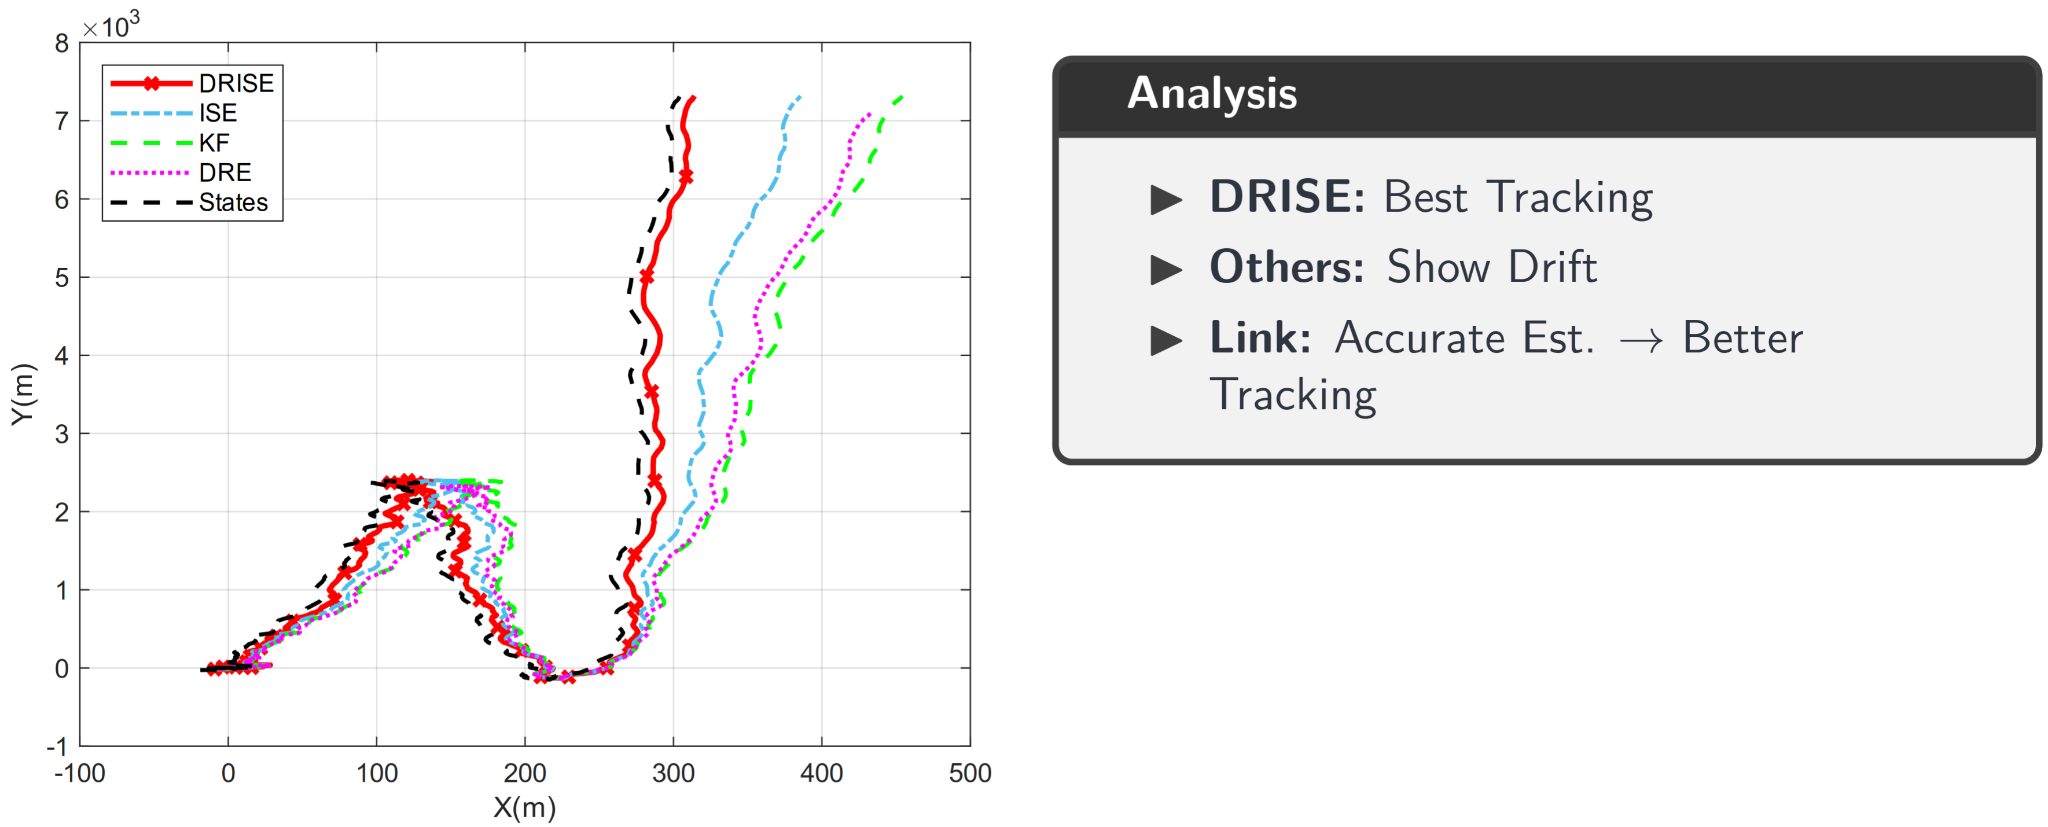 ×10³
8
7
6
5
4
3
2
1
0
-1
Y(m)
DRISE
ISE
KF
DRE
States
-100 0 100 200 300 400 500
X(m)
Analysis
▶ DRISE: Best Tracking
▶ Others: Show Drift
▶ Link: Accurate Est. → Better
Tracking